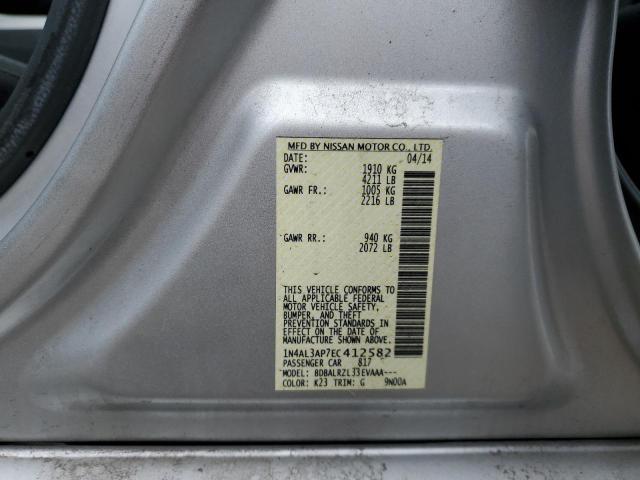 MFD BY NISSAN MOTOR CO., LTD.
DATE: 04/14
GVWR: 1910 KG
4211 LB
GAWR FR.: 1005 KG
2216 LB
GAWR RR.: 940 KG
2072 LB
THIS VEHICLE CONFORMS TO
ALL APPLICABLE FEDERAL
MOTOR VEHICLE SAFETY,
BUMPER, AND THEFT
PREVENTION STANDARDS IN
EFFECT ON THE DATE OF
MANUFACTURE SHOWN ABOVE.
1N4AL3AP7EC412582
PASSENGER CAR 817
MODEL: BDBALRZL33EVAAA---
COLOR: K23 TRIM: G 9N00A